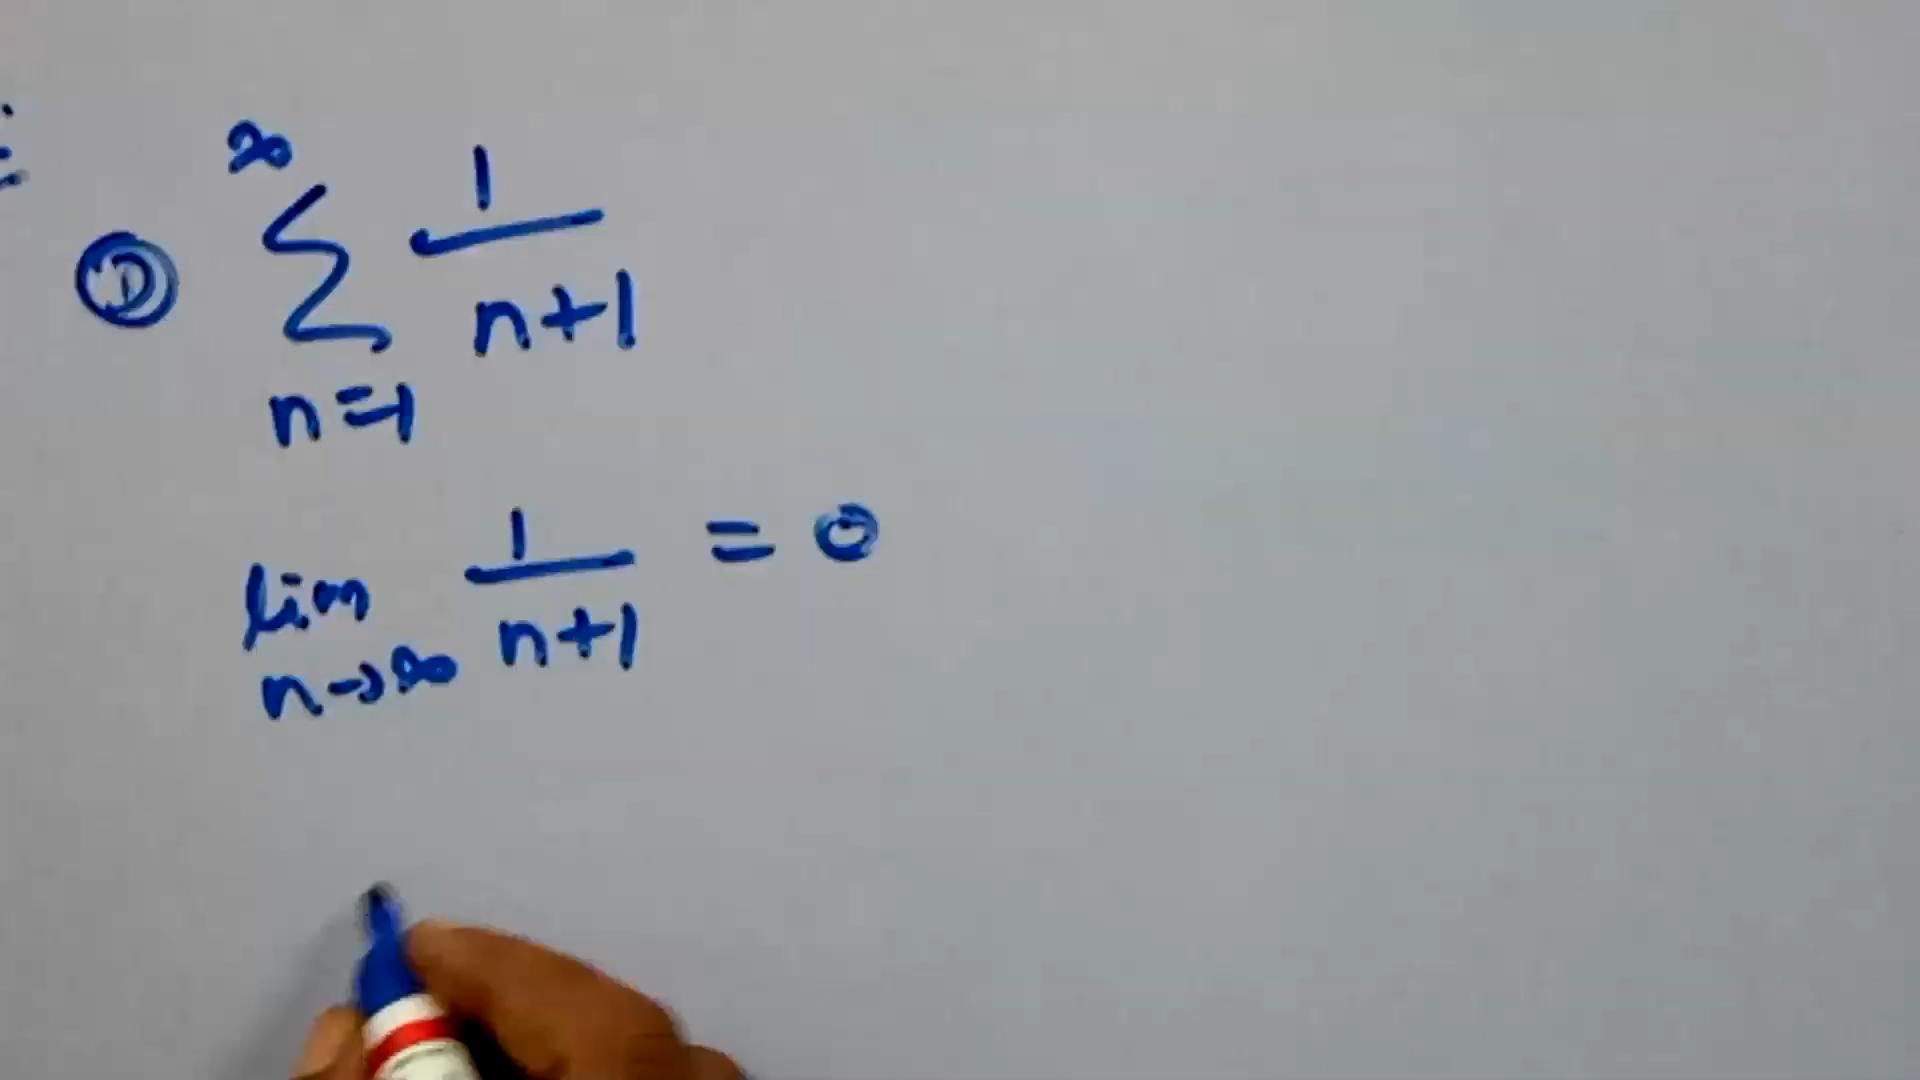 ① ∞ ∑ n=1 1/(n+1)
lim n→∞ 1/(n+1) = 0